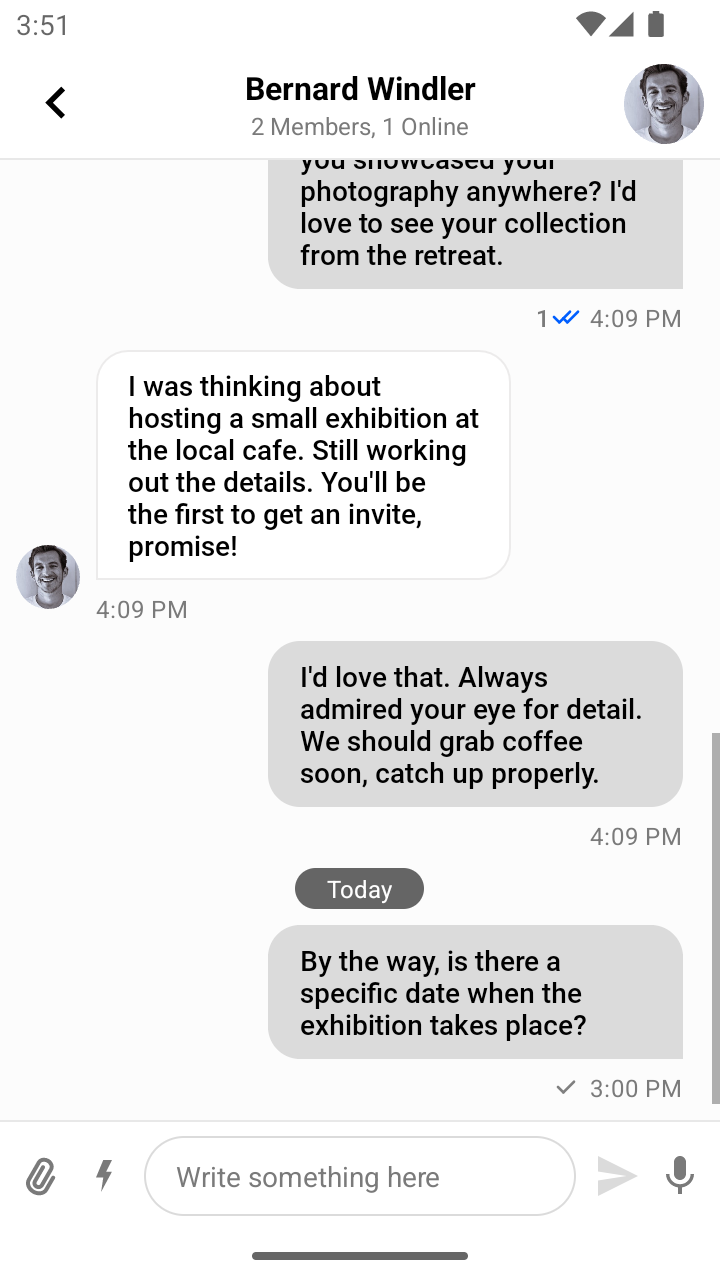 3:51
Bernard Windler
2 Members, 1 Online
you showcased your
photography anywhere? I'd
love to see your collection
from the retreat.
1 4:09 PM
I was thinking about
hosting a small exhibition at
the local cafe. Still working
out the details. You'll be
the first to get an invite,
promise!
4:09 PM
I'd love that. Always
admired your eye for detail.
We should grab coffee
soon, catch up properly.
4:09 PM
Today
By the way, is there a
specific date when the
exhibition takes place?
3:00 PM
Write something here